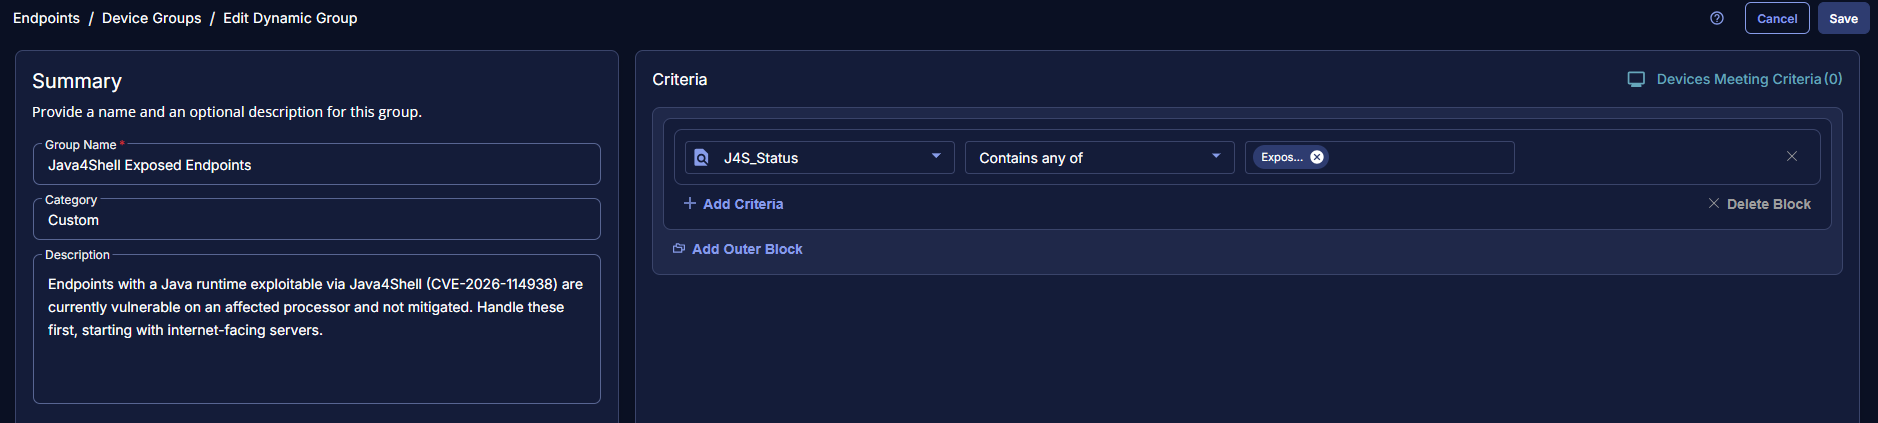 Endpoints / Device Groups / Edit Dynamic Group
Cancel
Save
Summary
Provide a name and an optional description for this group.
Group Name *
Java4Shell Exposed Endpoints
Category
Custom
Description
Endpoints with a Java runtime exploitable via Java4Shell (CVE-2026-114938) are
currently vulnerable on an affected processor and not mitigated. Handle these
first, starting with internet-facing servers.
Criteria
Devices Meeting Criteria (0)
J4S_Status
Contains any of
Expos...
Add Criteria
Delete Block
Add Outer Block